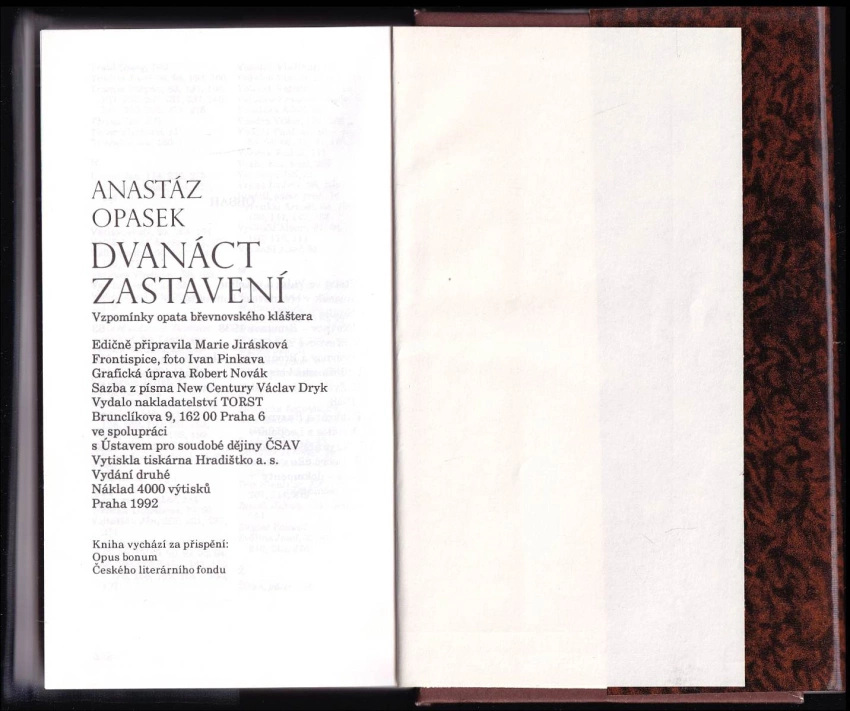 ANASTÁZ
OPASEK
DVANÁCT
ZASTAVENÍ
Vzpomínky opata břevnovského kláštera
Edičně připravila Marie Jirásková
Frontispice, foto Ivan Pinkava
Grafická úprava Robert Novák
Sazba z písma New Century Václav Dryk
Vydalo nakladatelství TORST
Brunclíkova 9, 162 00 Praha 6
ve spolupráci
s Ústavem pro soudobé dějiny ČSAV
Vytiskla tiskárna Hradištko a. s.
Vydání druhé
Náklad 4000 výtisků
Praha 1992
Kniha vychází za přispění:
Opus bonum
Českého literárního fondu